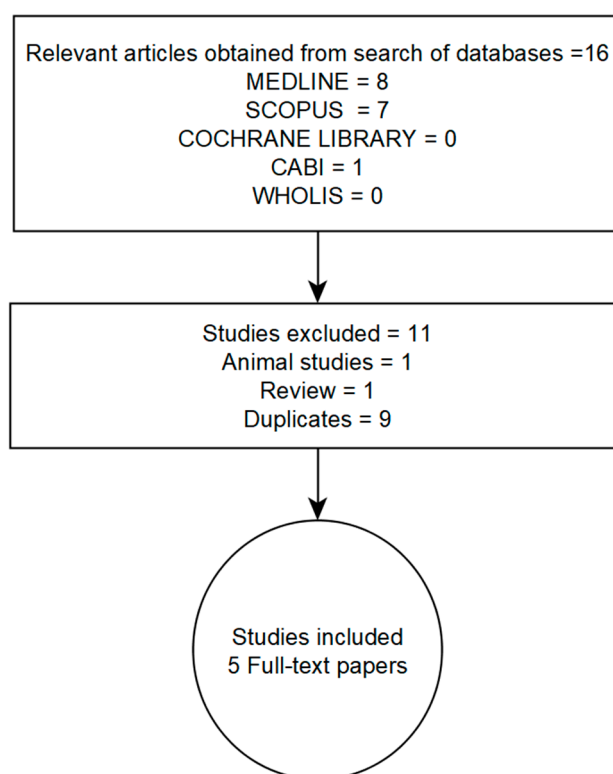 Relevant articles obtained from search of databases =16
MEDLINE = 8
SCOPUS = 7
COCHRANE LIBRARY = 0
CABI = 1
WHOLIS = 0
Studies excluded = 11
Animal studies = 1
Review = 1
Duplicates = 9
Studies included
5 Full-text papers